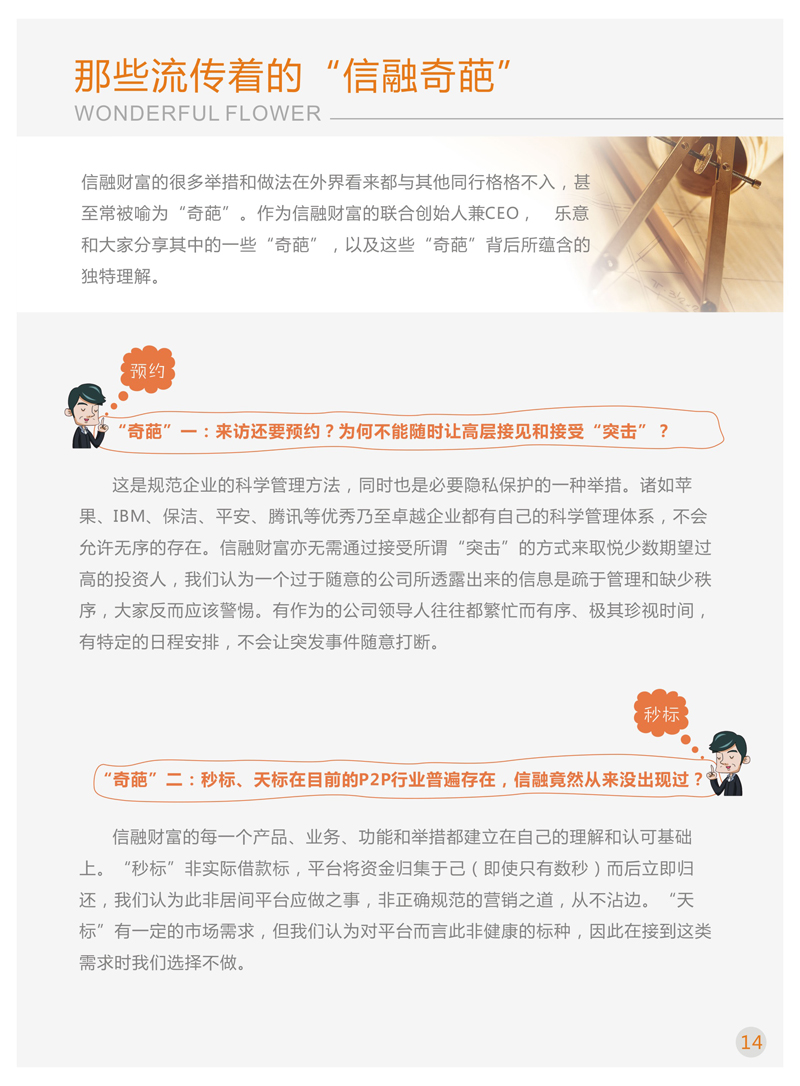 那些流传着的“信融奇葩”
WONDERFUL FLOWER
信融财富的很多举措和做法在外界看来都与其他同行格格不入，甚
至常被喻为“奇葩”。作为信融财富的联合创始人兼CEO， 乐意
和大家分享其中的一些“奇葩”，以及这些“奇葩”背后所蕴含的
独特理解。
预约
“奇葩”一：来访还要预约？为何不能随时让高层接见和接受“突击”？
这是规范企业的科学管理方法，同时也是必要隐私保护的一种举措。诸如苹
果、IBM、保洁、平安、腾讯等优秀乃至卓越企业都有自己的科学管理体系，不会
允许无序的存在。信融财富亦无需通过接受所谓“突击”的方式来取悦少数期望过
高的投资人，我们认为一个过于随意的公司所透露出来的信息是疏于管理和缺少秩
序，大家反而应该警惕。有作为的公司领导人往往都繁忙而有序、极其珍视时间，
有特定的日程安排，不会让突发事件随意打断。
秒标
“奇葩”二：秒标、天标在目前的P2P行业普遍存在，信融竟然从来没出现过？
信融财富的每一个产品、业务、功能和举措都建立在自己的理解和认可基础
上。“秒标”非实际借款标，平台将资金归集于己（即使只有数秒）而后立即归
还，我们认为此非居间平台应做之事，非正确规范的营销之道，从不沾边。“天
标”有一定的市场需求，但我们认为对平台而言此非健康的标种，因此在接到这类
需求时我们选择不做。
14